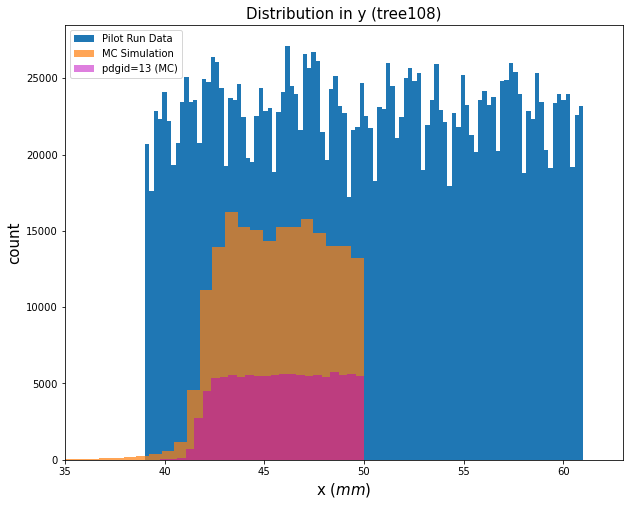 Distribution in y (tree108)
Pilot Run Data
MC Simulation
pdgid=13 (MC)
count
25000
20000
15000
10000
5000
0
35 40 45 50 55 60
x (mm)